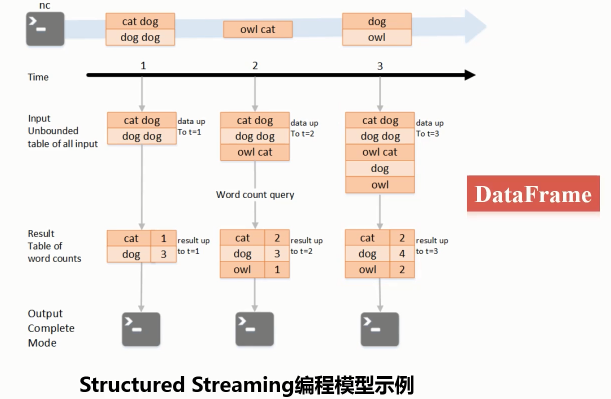 nc
cat dog
dog dog
owl cat
dog
owl
Time
1
2
3
Input
Unbounded
table of all input
cat dog
dog dog
data up
To t=1
cat dog
dog dog
owl cat
data up
To t=2
cat dog
dog dog
owl cat
dog
owl
data up
To t=3
Word count query
DataFrame
Result
Table of
word counts
cat 1
dog 3
result up
to t=1
cat 2
dog 3
owl 1
result up
to t=2
cat 2
dog 4
owl 2
result up
to t=3
Output
Complete
Mode
Structured Streaming编程模型示例